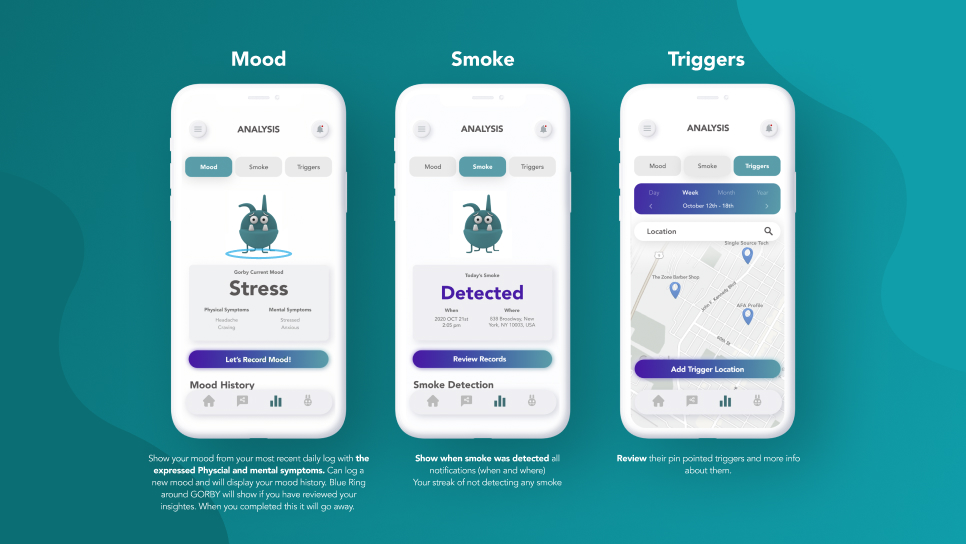 Mood
ANALYSIS
Mood Smoke Triggers
Gorby Current Mood
Stress
Physical Symptoms Mental Symptoms
Headache Stressed
Craving Anxious
Let's Record Mood!
Mood History
Show your mood from your most recent daily log with the
expressed Physcial and mental symptoms. Can log a
new mood and will display your mood history. Blue Ring
around GORBY will show if you have reviewed your
insightes. When you completed this it will go away.
Smoke
ANALYSIS
Mood Smoke Triggers
Today's Smoke
Detected
When Where
2020 OCT 21st 838 Broadway, New
2:05 pm York, NY 10003, USA
Review Records
Smoke Detection
Show when smoke was detected all
notifications (when and where)
Your streak of not detecting any smoke
Triggers
ANALYSIS
Mood Smoke Triggers
Day Week Month Year
October 12th - 18th
Location
Single Source Tech
The Zone Barber Shop
John F. Kennedy Blvd
AFA Profile
Add Trigger Location
Review their pin pointed triggers and more info
about them.